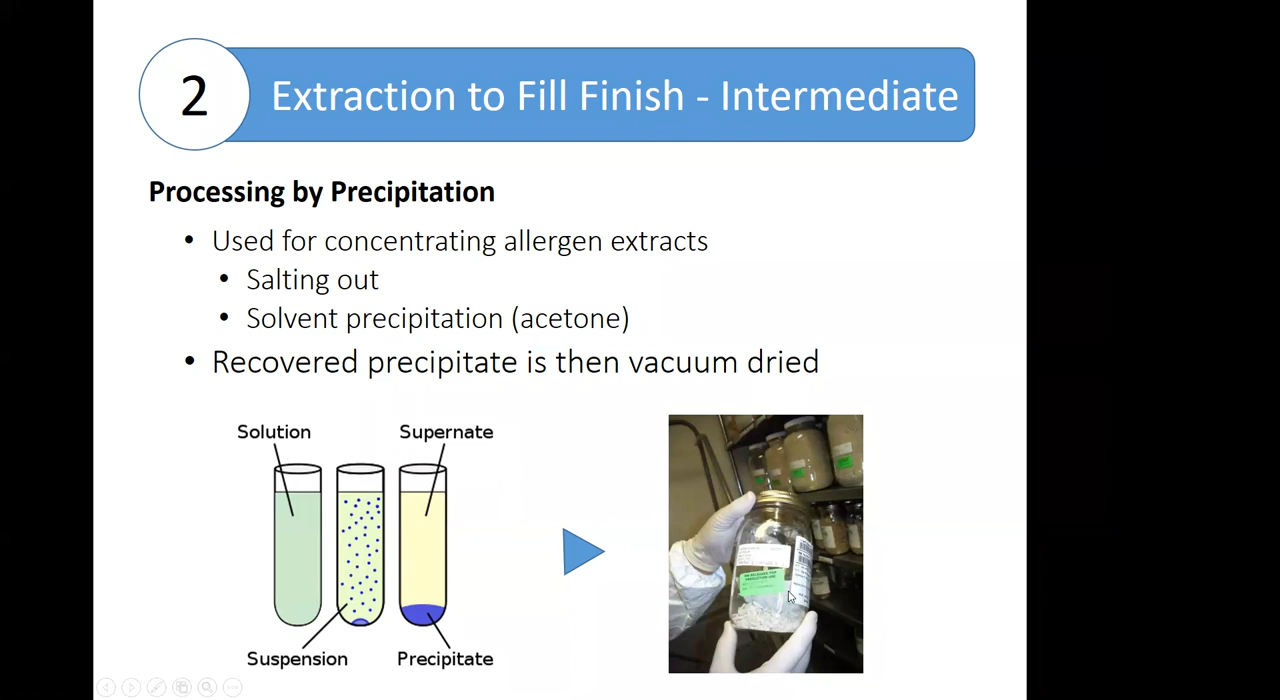 2
Extraction to Fill Finish - Intermediate
Processing by Precipitation
• Used for concentrating allergen extracts
• Salting out
• Solvent precipitation (acetone)
• Recovered precipitate is then vacuum dried
Solution
Supernate
Suspension
Precipitate